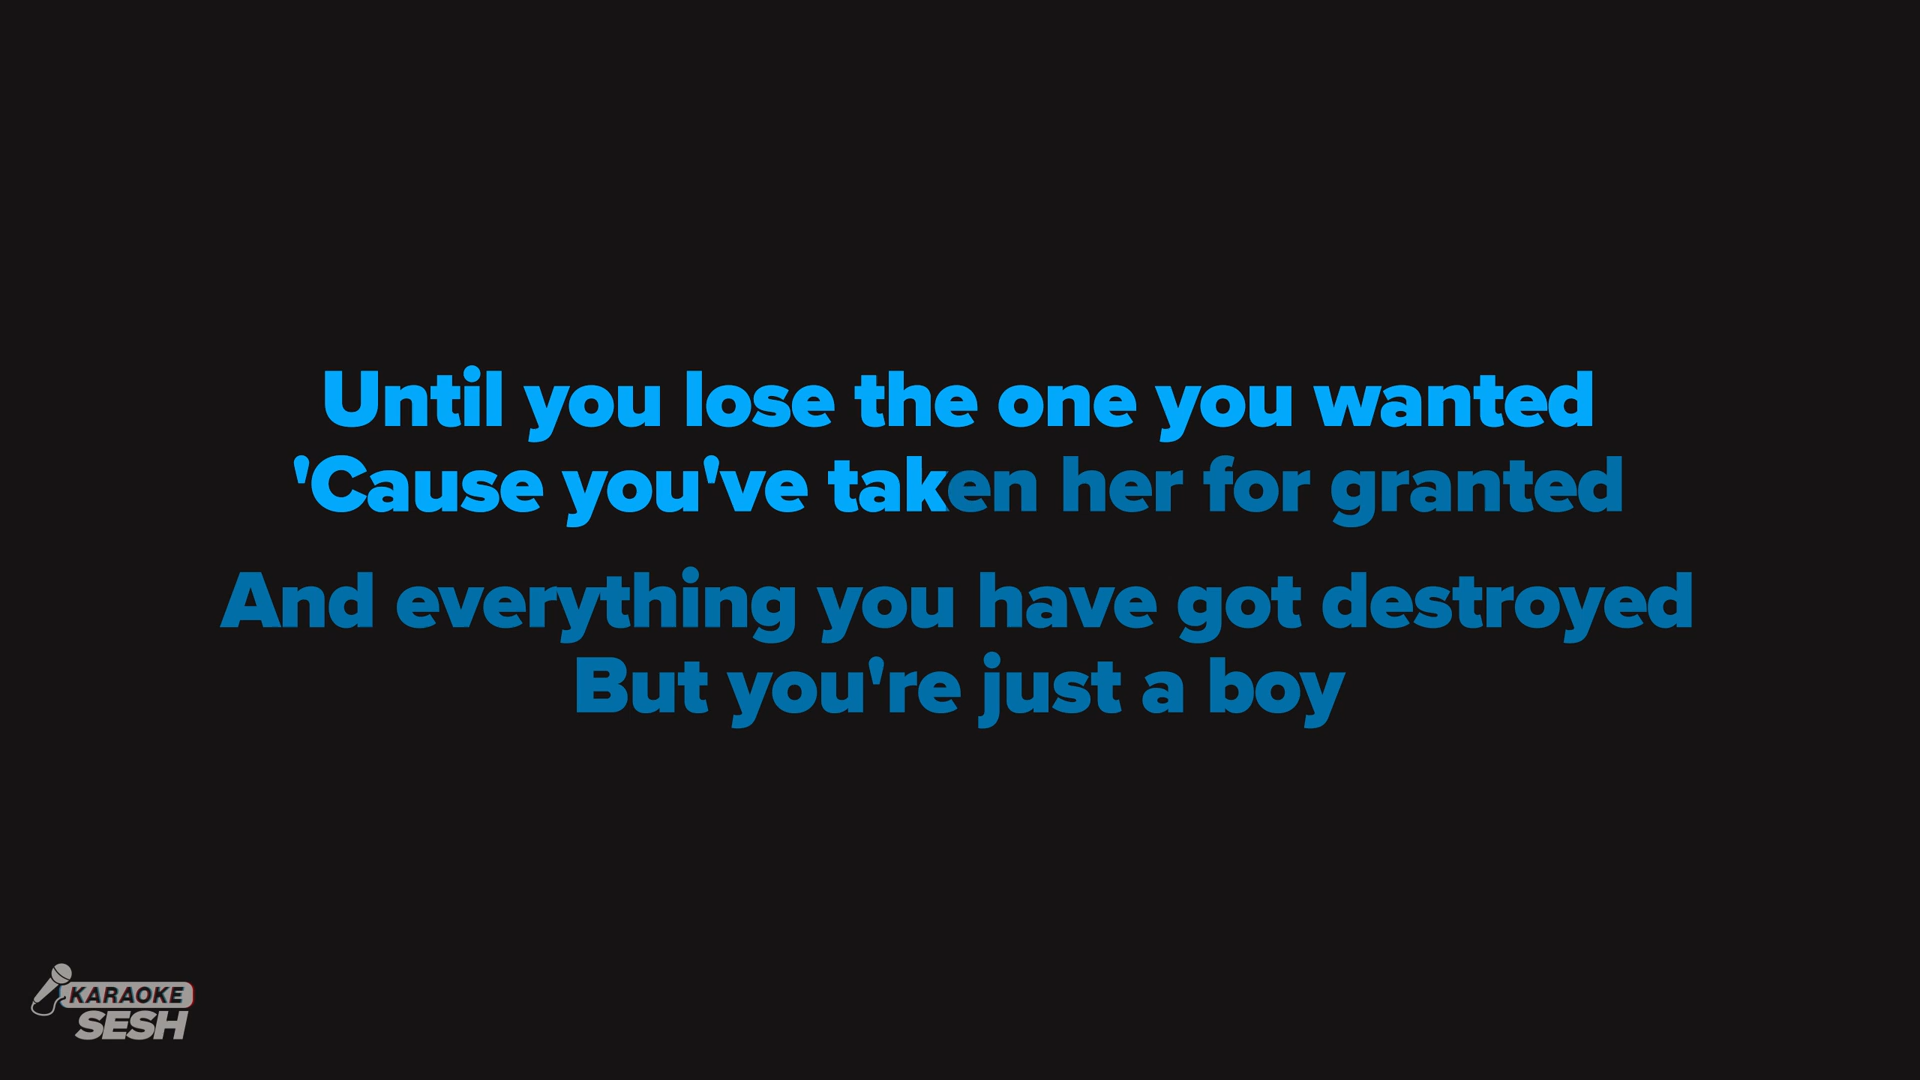 Until you lose the one you wanted
'Cause you've taken her for granted
And everything you have got destroyed
But you're just a boy
KARAOKE
SESH